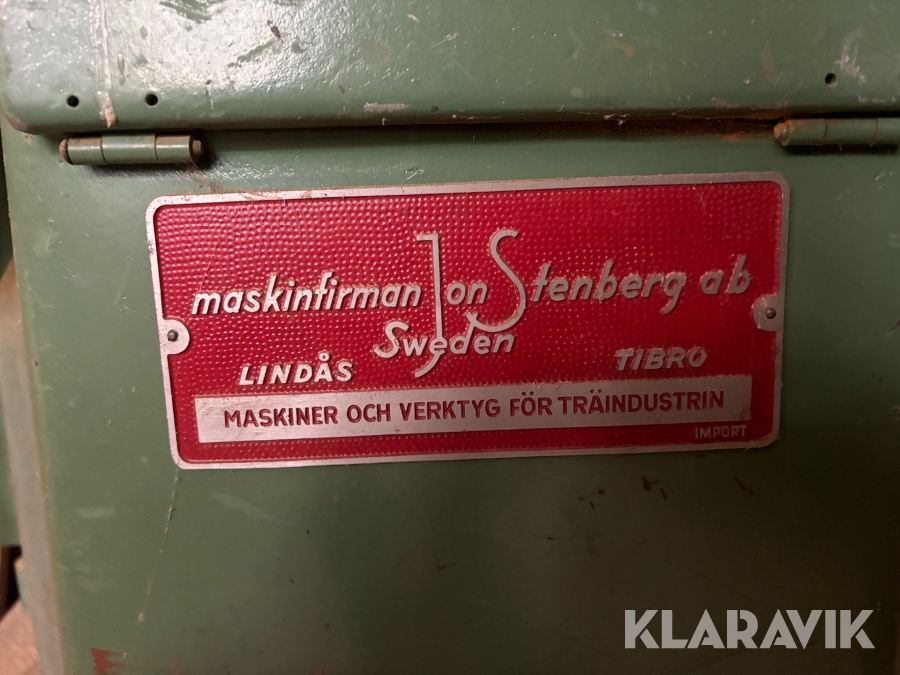 maskinfirman Jon Stenberg ab
Sweden
LINDÅS TIBRO
MASKINER OCH VERKTYG FÖR TRÄINDUSTRIN
IMPORT
KLARAVIK